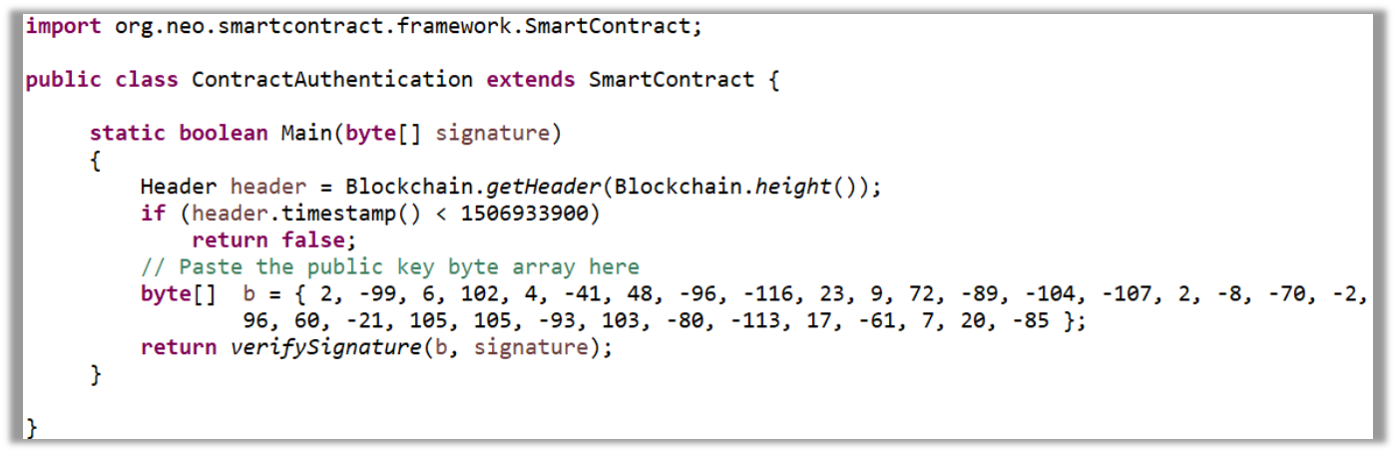 import org.neo.smartcontract.framework.SmartContract;
public class ContractAuthentication extends SmartContract {
static boolean Main(byte[] signature)
{
Header header = Blockchain.getHeader(Blockchain.height());
if (header.timestamp() < 1506933900)
return false;
// Paste the public key byte array here
byte[] b = { 2, -99, 6, 102, 4, -41, 48, -96, -116, 23, 9, 72, -89, -104, -107, 2, -8, -70, -2,
96, 60, -21, 105, 105, -93, 103, -80, -113, 17, -61, 7, 20, -85 };
return verifySignature(b, signature);
}
}